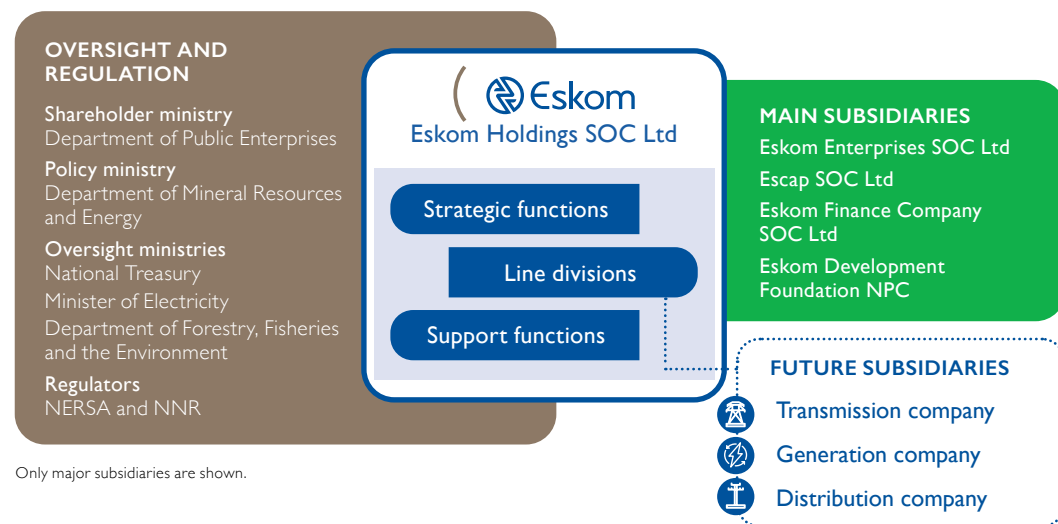 OVERSIGHT AND
REGULATION
Shareholder ministry
Department of Public Enterprises
Policy ministry
Department of Mineral Resources
and Energy
Oversight ministries
National Treasury
Minister of Electricity
Department of Forestry, Fisheries
and the Environment
Regulators
NERSA and NNR
Only major subsidiaries are shown.
Eskom
Eskom Holdings SOC Ltd
Strategic functions
Line divisions
Support functions
MAIN SUBSIDIARIES
Eskom Enterprises SOC Ltd
Escap SOC Ltd
Eskom Finance Company
SOC Ltd
Eskom Development
Foundation NPC
FUTURE SUBSIDIARIES
Transmission company
Generation company
Distribution company